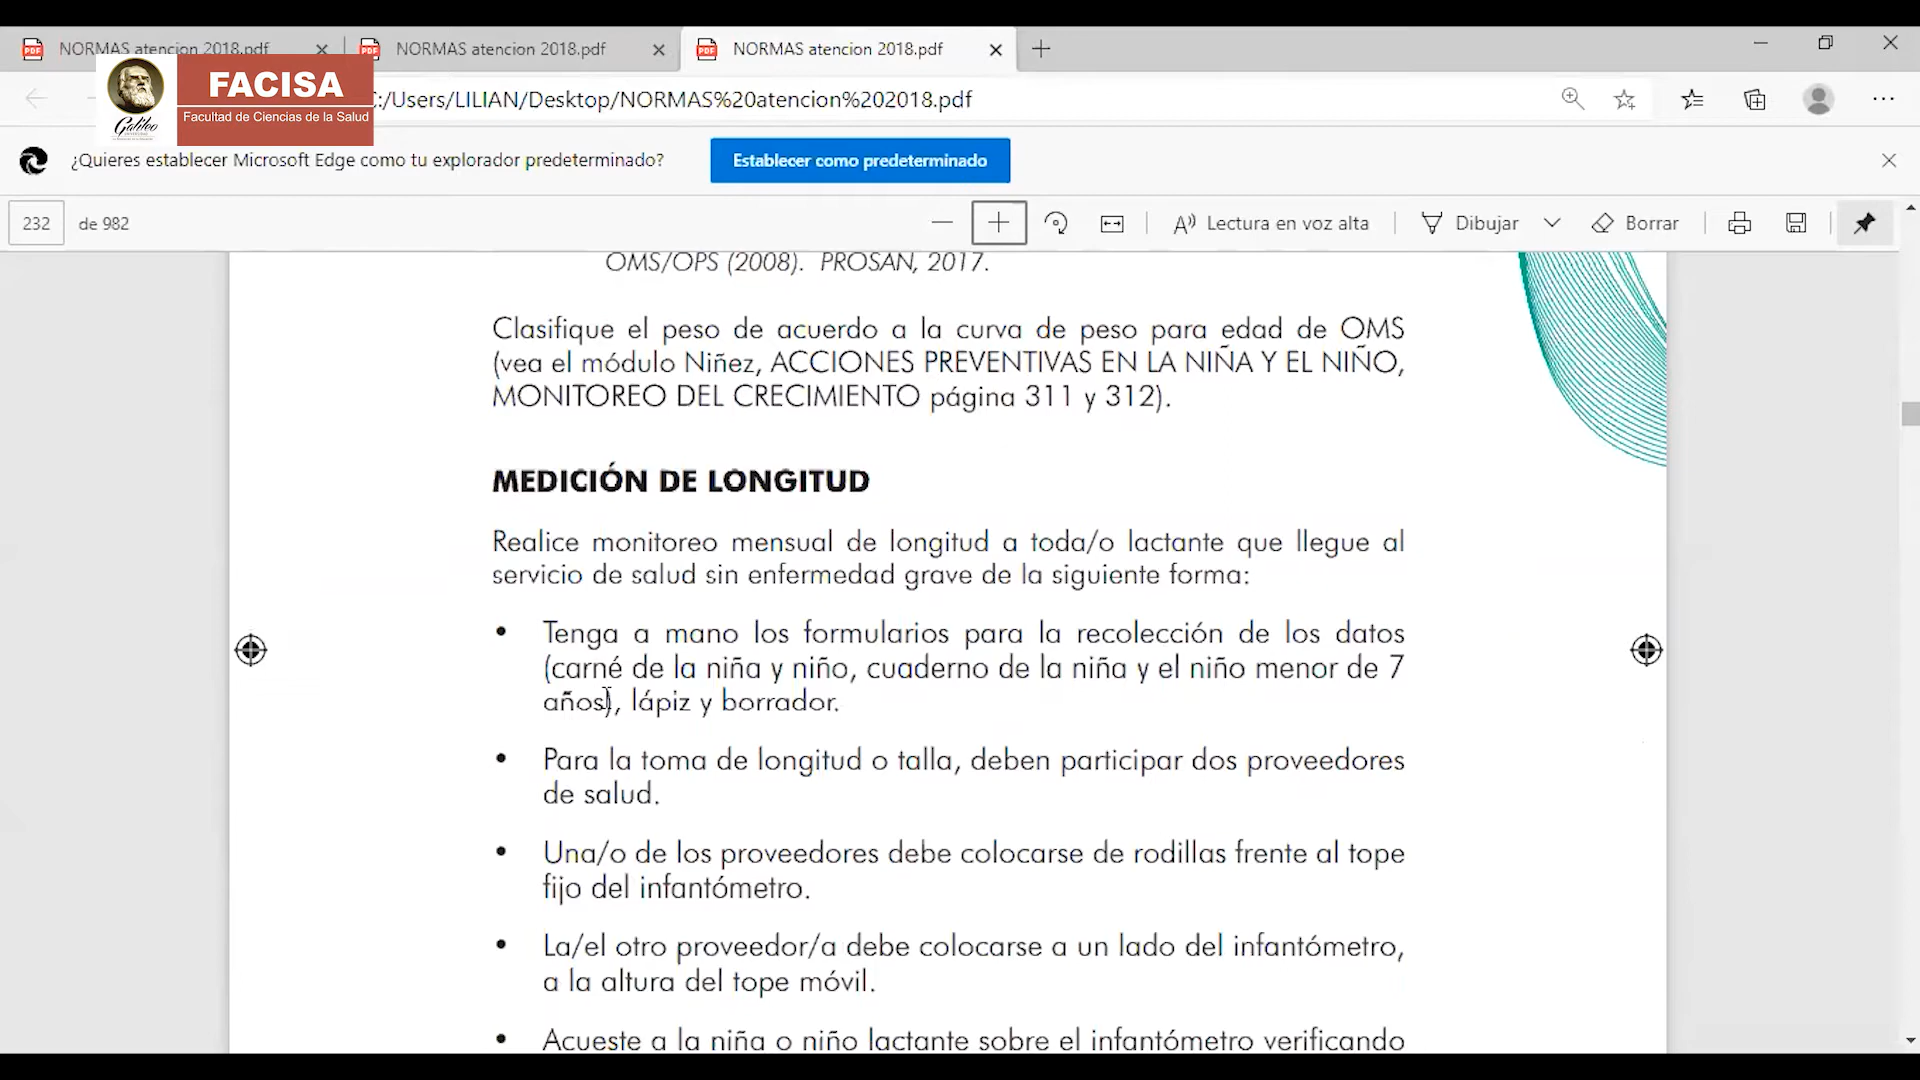 NORMAS atencion 2018.pdf
NORMAS atencion 2018.pdf
NORMAS atencion 2018.pdf
Galileo
FACISA
Facultad de Ciencias de la Salud
C:/Users/LILIAN/Desktop/NORMAS%20atencion%202018.pdf
¿Quieres establecer Microsoft Edge como tu explorador predeterminado?
Establecer como predeterminado
232 de 982
Lectura en voz alta
Dibujar
Borrar
OMS/OPS (2008). PROSAN, 2017.
Clasifique el peso de acuerdo a la curva de peso para edad de OMS
(vea el módulo Niñez, ACCIONES PREVENTIVAS EN LA NIÑA Y EL NIÑO,
MONITOREO DEL CRECIMIENTO página 311 y 312).
MEDICIÓN DE LONGITUD
Realice monitoreo mensual de longitud a toda/o lactante que llegue al
servicio de salud sin enfermedad grave de la siguiente forma:
• Tenga a mano los formularios para la recolección de los datos
(carné de la niña y niño, cuaderno de la niña y el niño menor de 7
años), lápiz y borrador.
• Para la toma de longitud o talla, deben participar dos proveedores
de salud.
• Una/o de los proveedores debe colocarse de rodillas frente al tope
fijo del infantómetro.
• La/el otro proveedor/a debe colocarse a un lado del infantómetro,
a la altura del tope móvil.
• Acueste a la niña o niño lactante sobre el infantómetro verificando